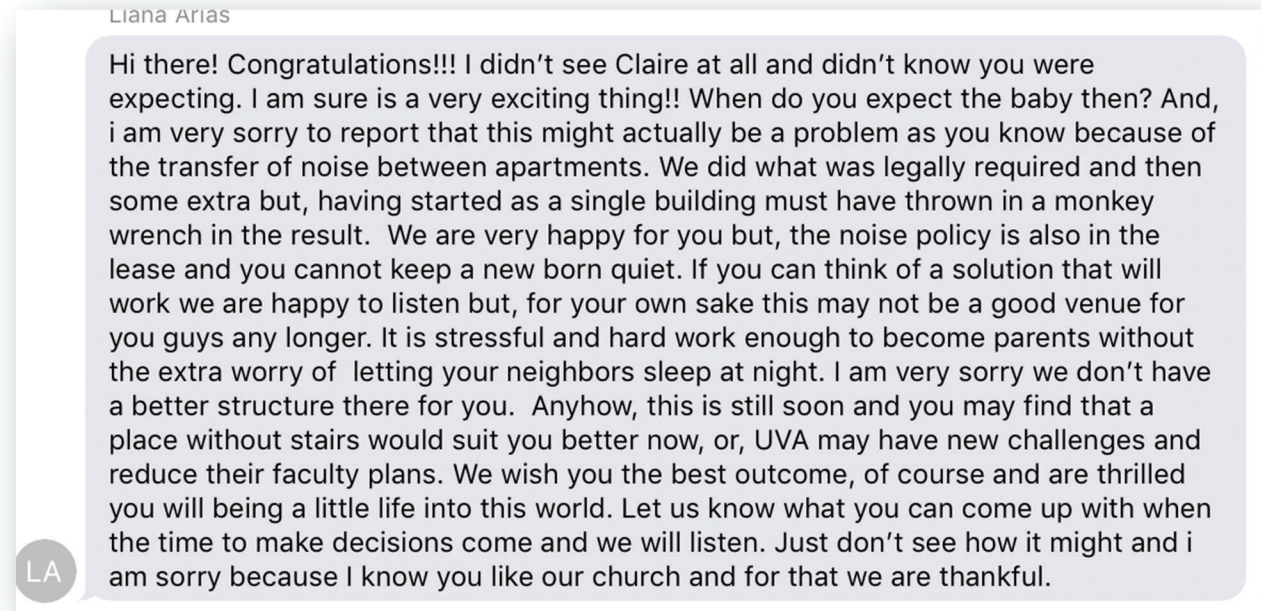 Liana Arias
Hi there! Congratulations!!! I didn’t see Claire at all and didn’t know you were
expecting. I am sure is a very exciting thing!! When do you expect the baby then? And,
i am very sorry to report that this might actually be a problem as you know because of
the transfer of noise between apartments. We did what was legally required and then
some extra but, having started as a single building must have thrown in a monkey
wrench in the result.  We are very happy for you but, the noise policy is also in the
lease and you cannot keep a new born quiet. If you can think of a solution that will
work we are happy to listen but, for your own sake this may not be a good venue for
you guys any longer. It is stressful and hard work enough to become parents without
the extra worry of  letting your neighbors sleep at night. I am very sorry we don’t have
a better structure there for you.  Anyhow, this is still soon and you may find that a
place without stairs would suit you better now, or, UVA may have new challenges and
reduce their faculty plans. We wish you the best outcome, of course and are thrilled
you will being a little life into this world. Let us know what you can come up with when
the time to make decisions come and we will listen. Just don’t see how it might and i
am sorry because I know you like our church and for that we are thankful.
LA